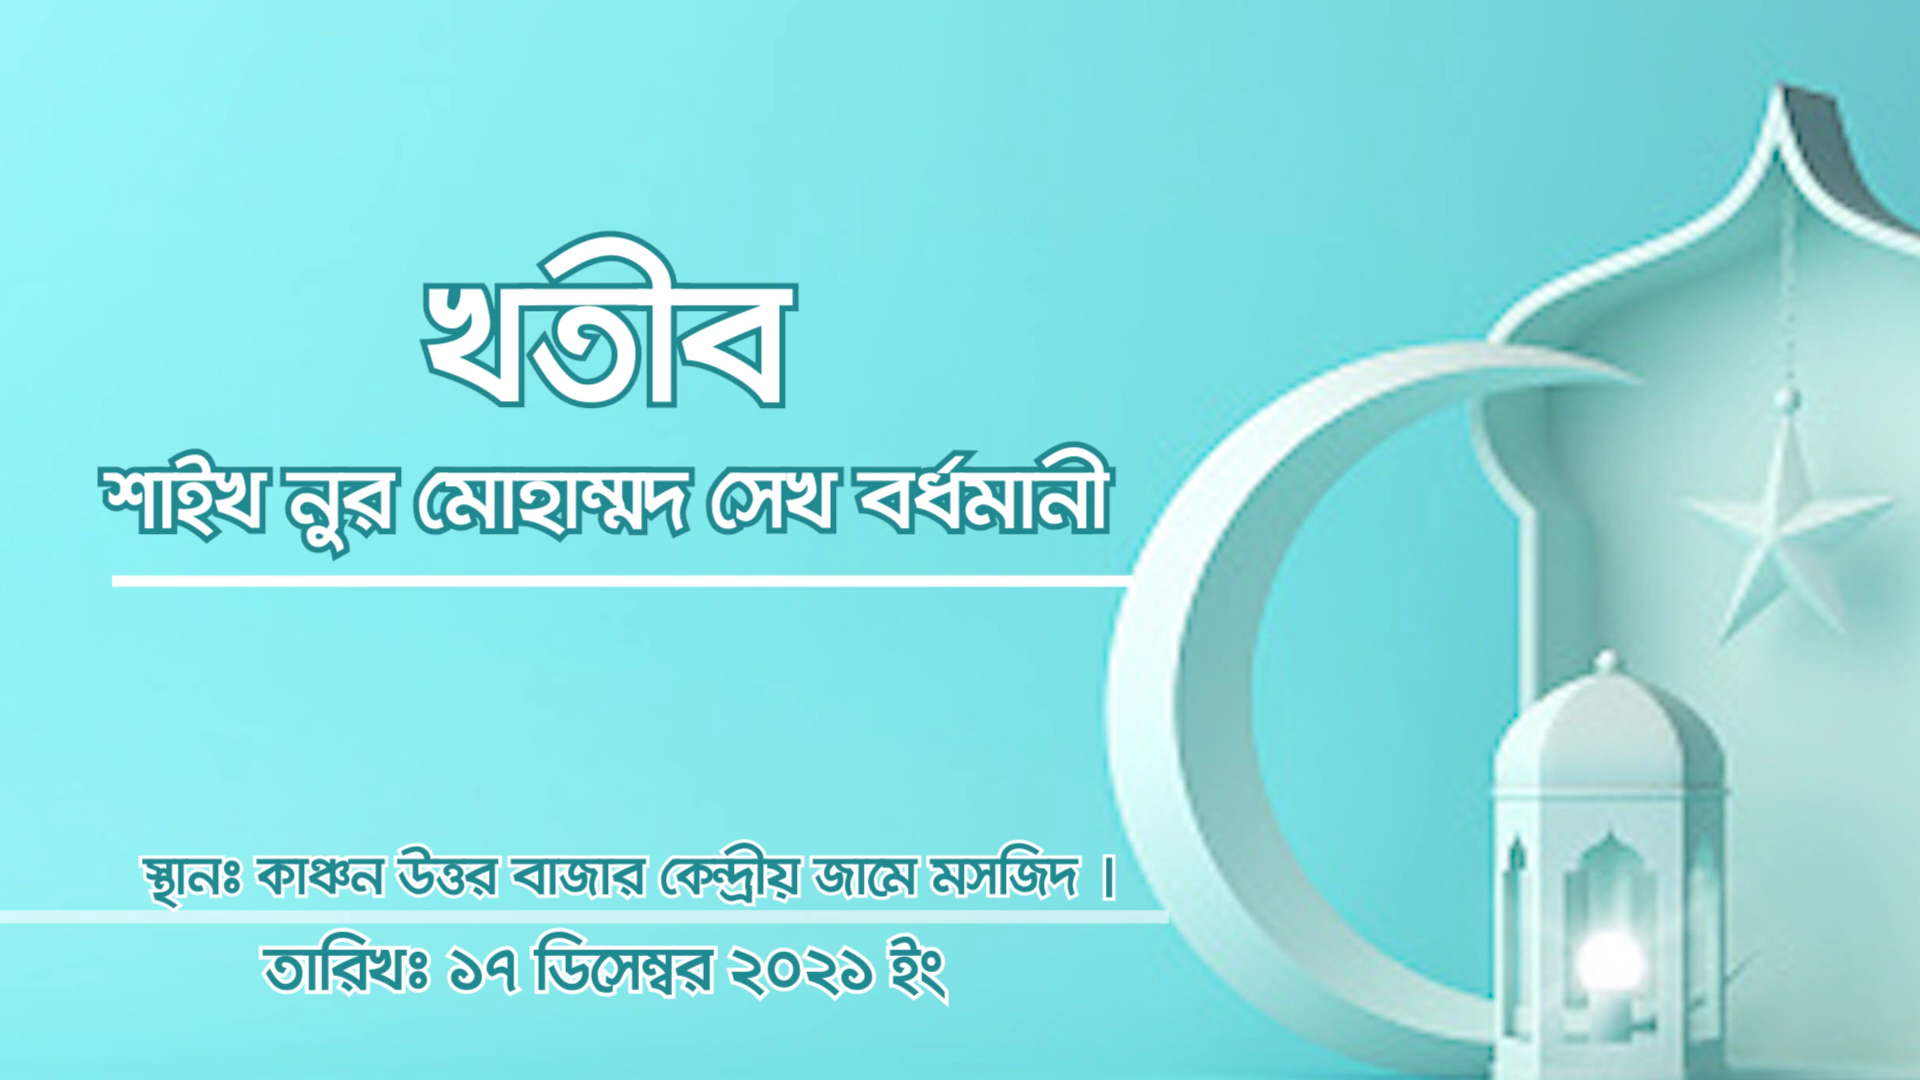 খতীব
শাইখ নুর মোহাম্মদ সেখ বর্ধমানী
স্থানঃ কাঞ্চন উত্তর বাজার কেন্দ্রীয় জামে মসজিদ ।
তারিখঃ ১৭ ডিসেম্বর ২০২১ ইং